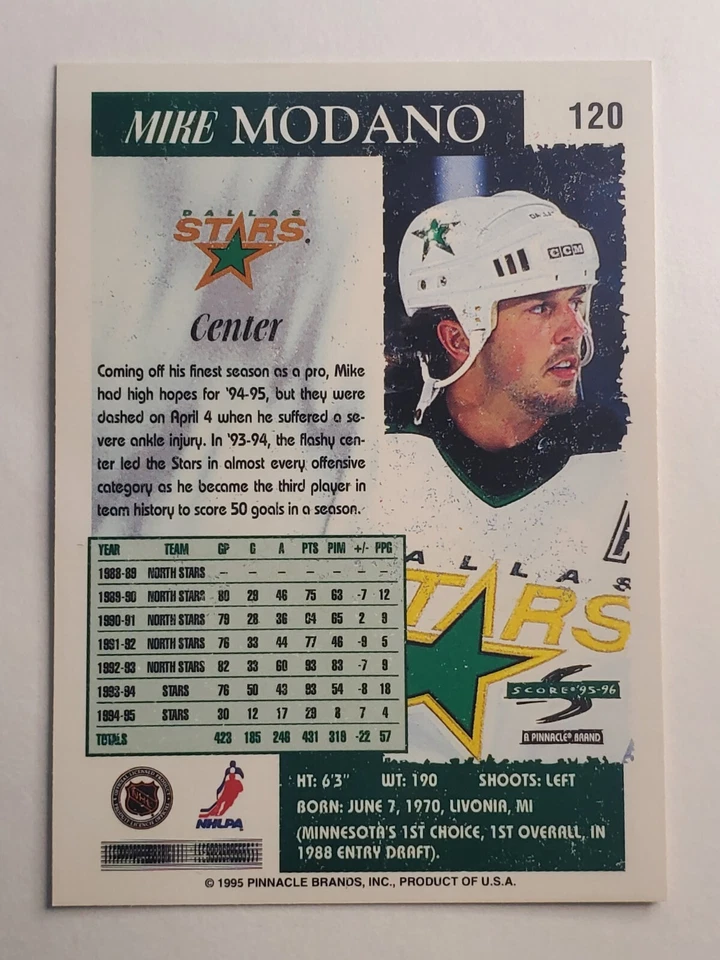 MIKE MODANO
120
DALLAS
STARS
Center
CCM
Coming off his finest season as a pro, Mike
had high hopes for '94-95, but they were
dashed on April 4 when he suffered a se-
vere ankle injury. In '93-94, the flashy cen-
ter led the Stars in almost every offensive
category as he became the third player in
team history to score 50 goals in a season.
YEAR TEAM GP G A PTS PIM +/- PPG
1988-89 NORTH STARS – – – – – – –
1989-90 NORTH STARS 80 29 46 75 63 -7 12
1990-91 NORTH STARS 79 28 36 64 65 2 9
1991-92 NORTH STARS 76 33 44 77 46 -9 5
1992-93 NORTH STARS 82 33 60 93 83 -7 9
1993-94 STARS 76 50 43 93 54 -8 18
1994-95 STARS 30 12 17 29 8 7 4
TOTALS 423 185 246 431 319 -22 57
DALLAS
STARS
SCORE® '95-96
A PINNACLE® BRAND
NHL
NHLPA
HT: 6'3" WT: 190 SHOOTS: LEFT
BORN: JUNE 7, 1970, LIVONIA, MI
(MINNESOTA'S 1ST CHOICE, 1ST OVERALL, IN
1988 ENTRY DRAFT).
© 1995 PINNACLE BRANDS, INC., PRODUCT OF U.S.A.